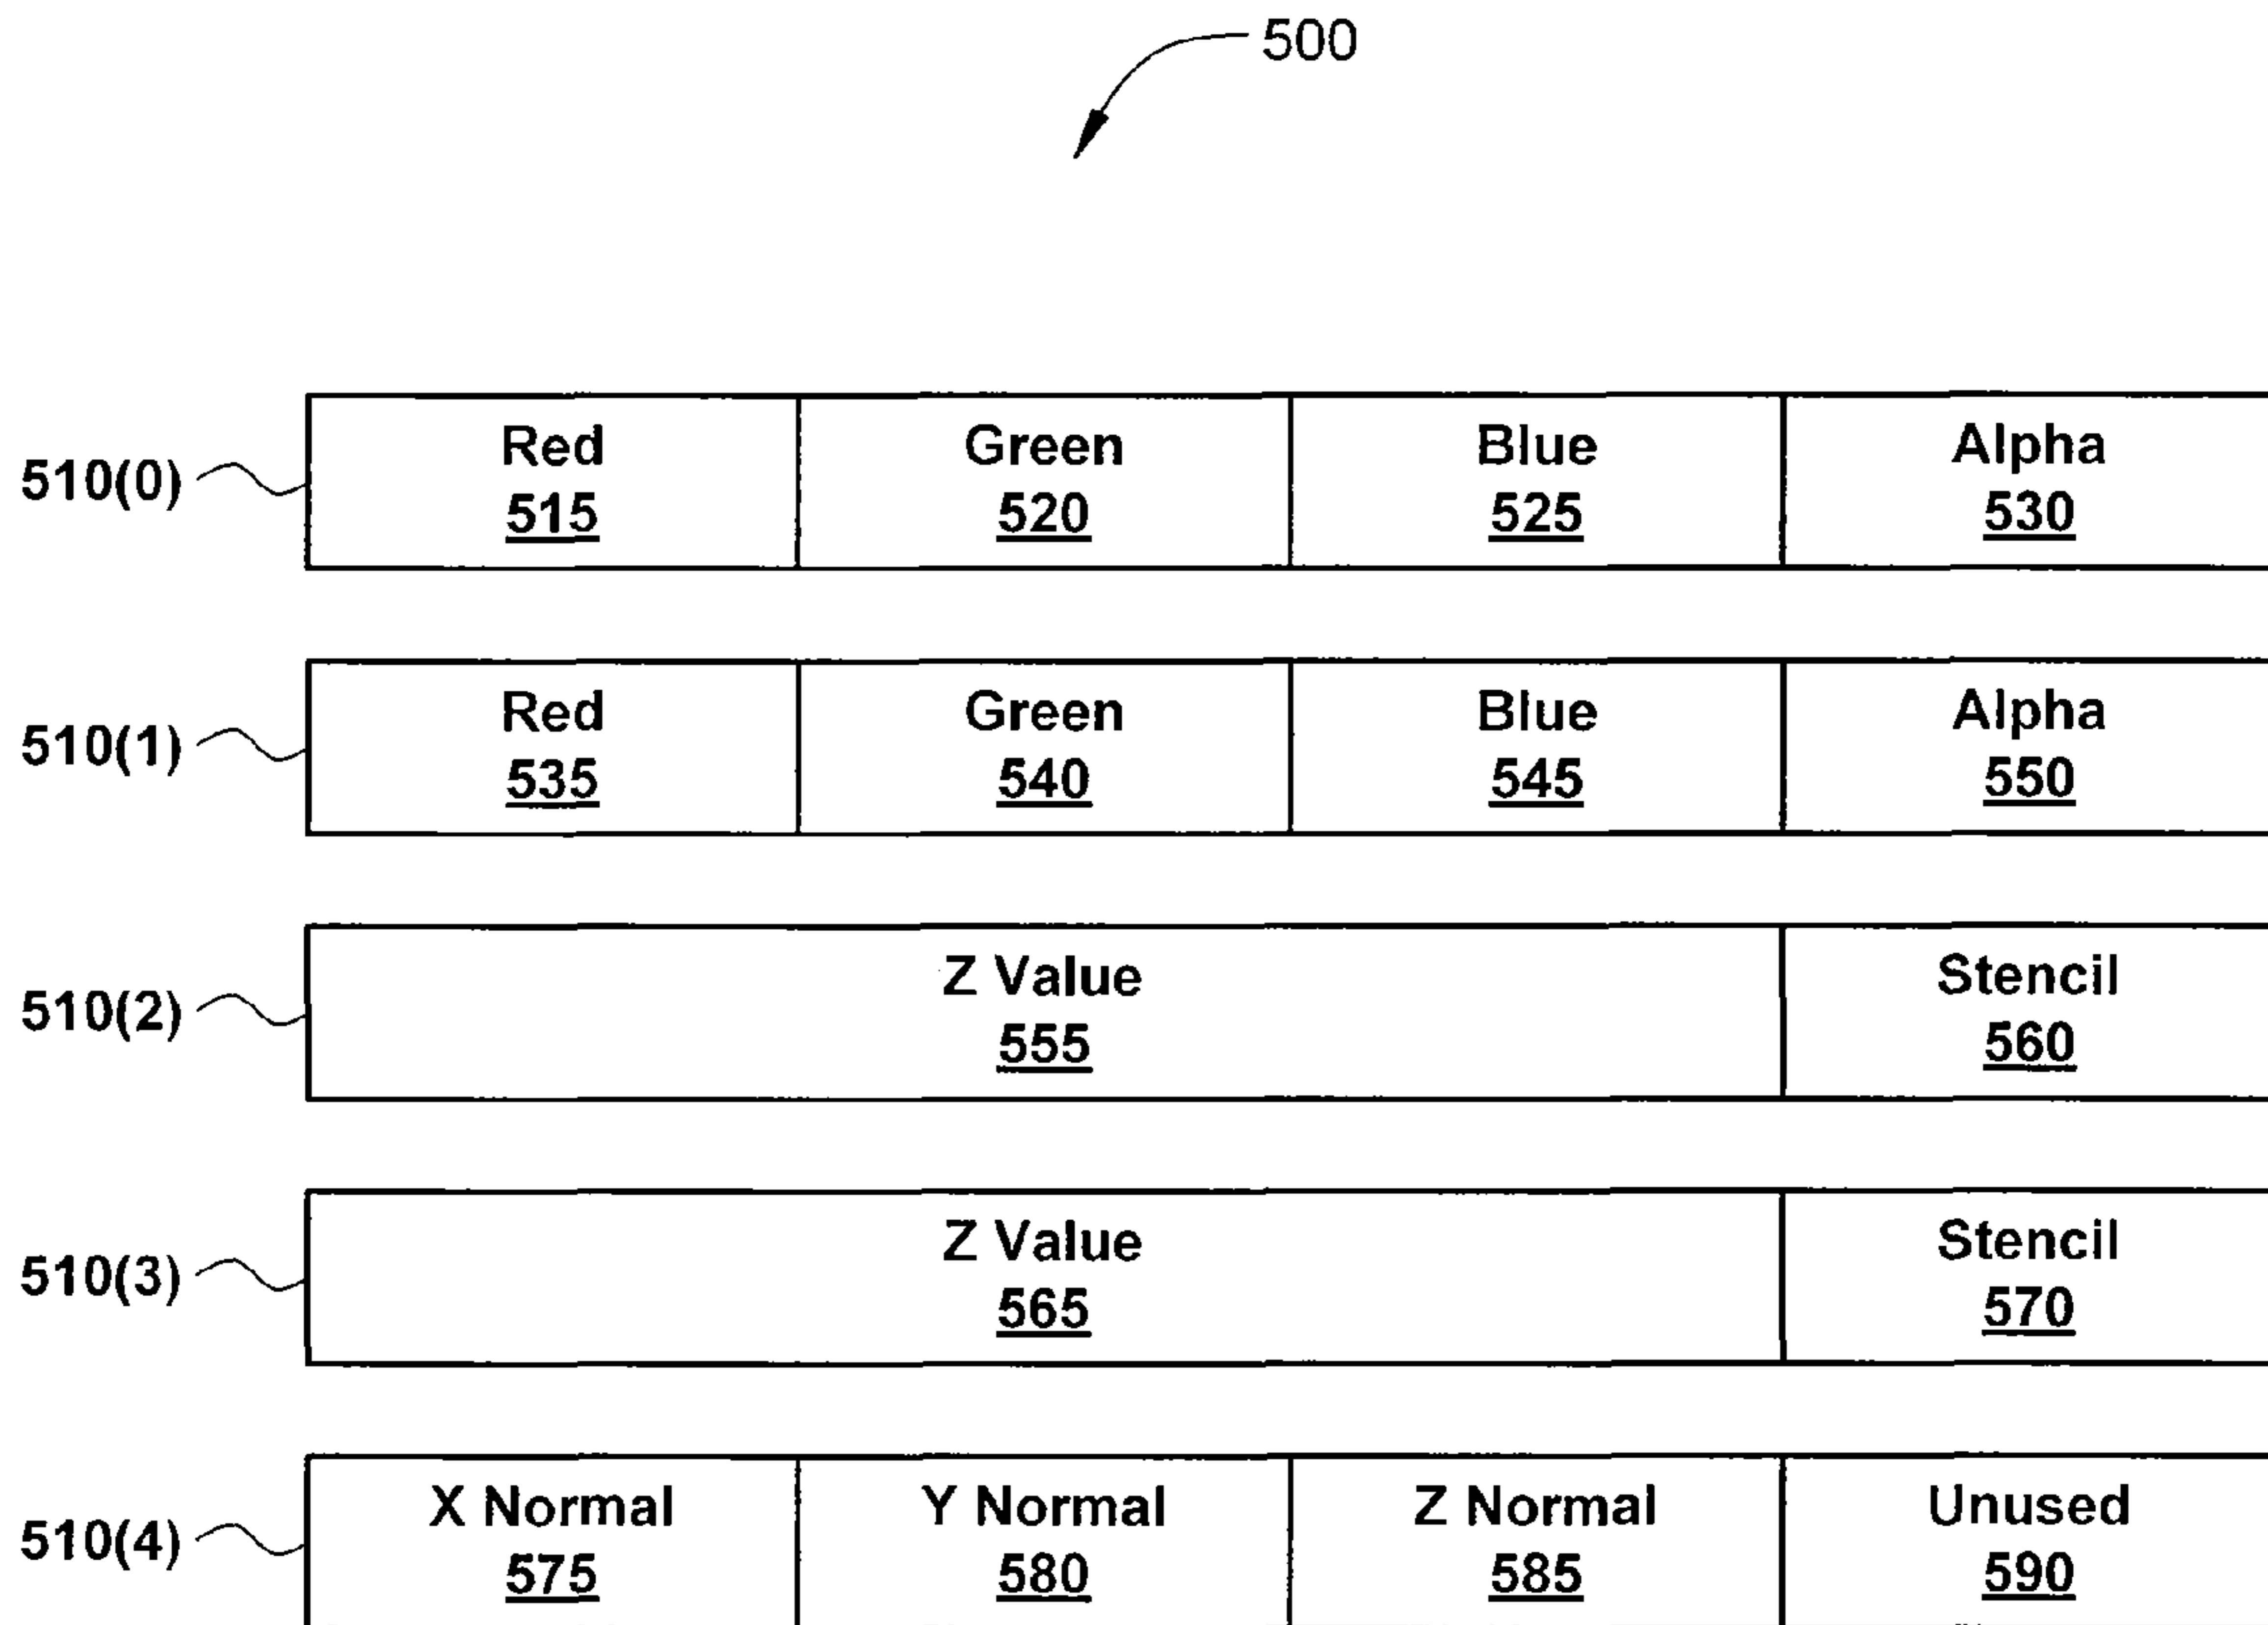 500
510(0)
Red Green Blue Alpha
515 520 525 530
510(1)
Red Green Blue Alpha
535 540 545 550
510(2)
Z Value Stencil
555 560
510(3)
Z Value Stencil
565 570
510(4)
X Normal Y Normal Z Normal Unused
575 580 585 590